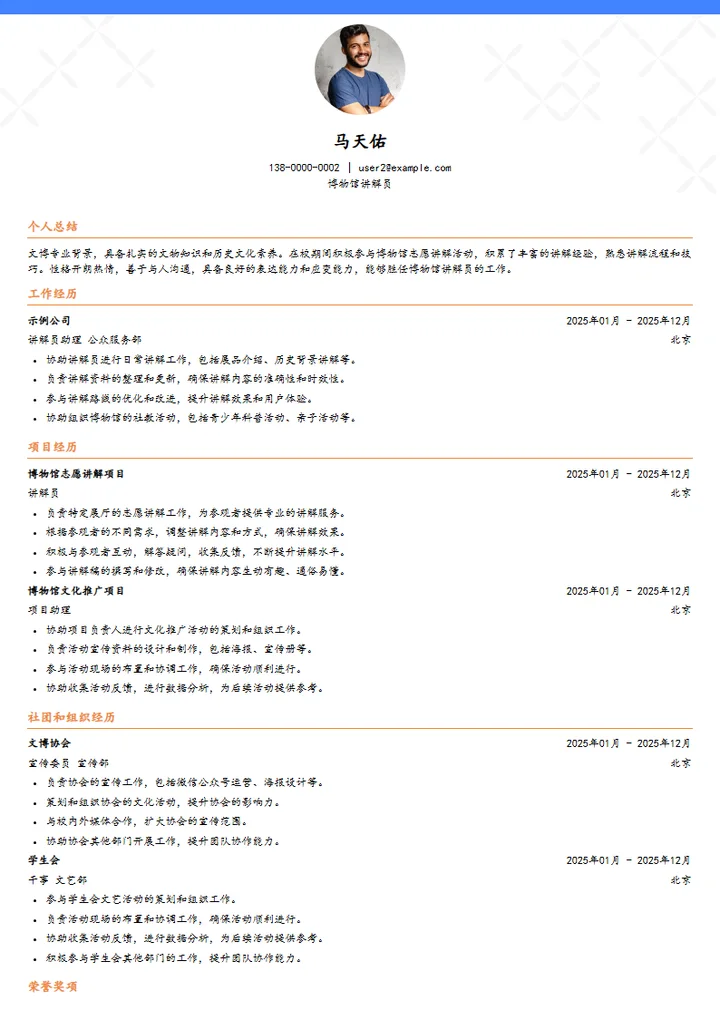 马天佑
138-0000-0002 | user2@example.com
博物馆讲解员
个人总结
文博专业背景，具备扎实的文物知识和历史文化素养。在校期间积极参与博物馆志愿讲解活动，积累了丰富的讲解经验，熟悉讲解流程和技
巧。性格开朗热情，善于与人沟通，具备良好的表达能力和应变能力，能够胜任博物馆讲解员的工作。
工作经历
示例公司 2025年01月 - 2025年12月
讲解员助理 公众服务部 北京
• 协助讲解员进行日常讲解工作，包括展品介绍、历史背景讲解等。
• 负责讲解资料的整理和更新，确保讲解内容的准确性和时效性。
• 参与讲解路线的优化和改进，提升讲解效果和用户体验。
• 协助组织博物馆的社教活动，包括青少年科普活动、亲子活动等。
项目经历
博物馆志愿讲解项目 2025年01月 - 2025年12月
讲解员 北京
• 负责特定展厅的志愿讲解工作，为参观者提供专业的讲解服务。
• 根据参观者的不同需求，调整讲解内容和方式，确保讲解效果。
• 积极与参观者互动，解答疑问，收集反馈，不断提升讲解水平。
• 参与讲解稿的撰写和修改，确保讲解内容生动有趣、通俗易懂。
博物馆文化推广项目 2025年01月 - 2025年12月
项目助理 北京
• 协助项目负责人进行文化推广活动的策划和组织工作。
• 负责活动宣传资料的设计和制作，包括海报、宣传册等。
• 参与活动现场的布置和协调工作，确保活动顺利进行。
• 协助收集活动反馈，进行数据分析，为后续活动提供参考。
社团和组织经历
文博协会 2025年01月 - 2025年12月
宣传委员 宣传部 北京
• 负责协会的宣传工作，包括微信公众号运营、海报设计等。
• 策划和组织协会的文化活动，提升协会的影响力。
• 与校内外媒体合作，扩大协会的宣传范围。
• 协助协会其他部门开展工作，提升团队协作能力。
学生会 2025年01月 - 2025年12月
干事 文艺部 北京
• 参与学生会文艺活动的策划和组织工作。
• 负责活动现场的布置和协调工作，确保活动顺利进行。
• 协助收集活动反馈，进行数据分析，为后续活动提供参考。
• 积极参与学生会其他部门的工作，提升团队协作能力。
荣誉奖项